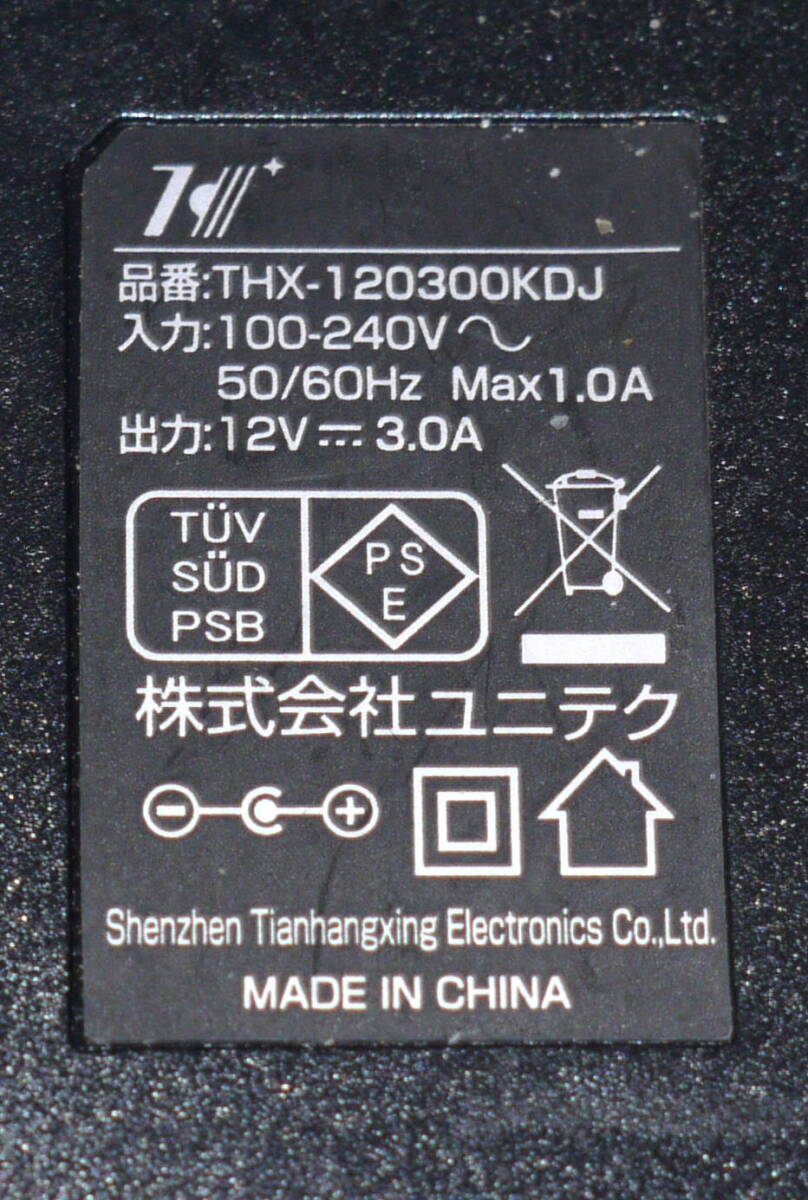 品番:THX-120300KDJ
入力:100-240V～
50/60Hz Max1.0A
出力:12V⎓3.0A
TÜV
SÜD
PSB
PS
E
株式会社ユニテク
- +
Shenzhen Tianhangxing Electronics Co.,Ltd.
MADE IN CHINA